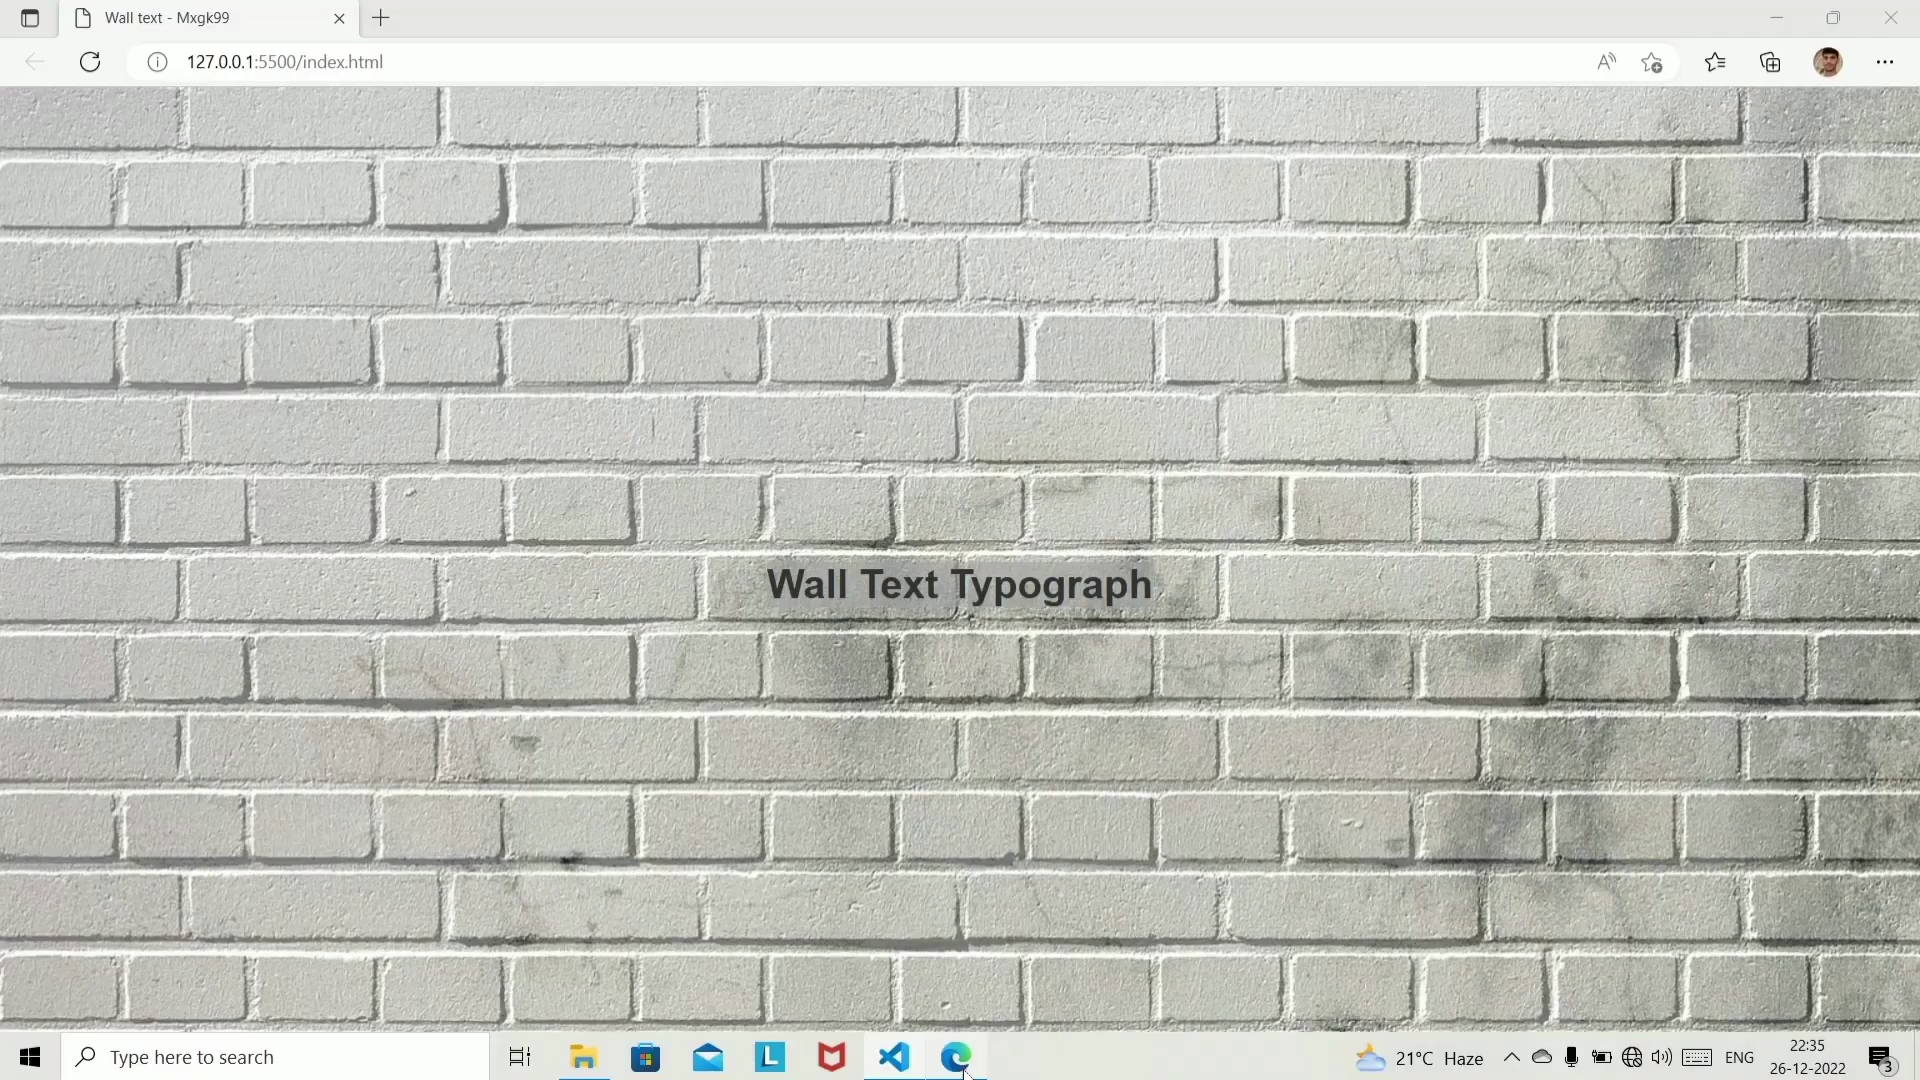 Wall text - Mxgk99
127.0.0.1:5500/index.html
Wall Text Typograph
Type here to search
21°C Haze
ENG
22:35
26-12-2022
3